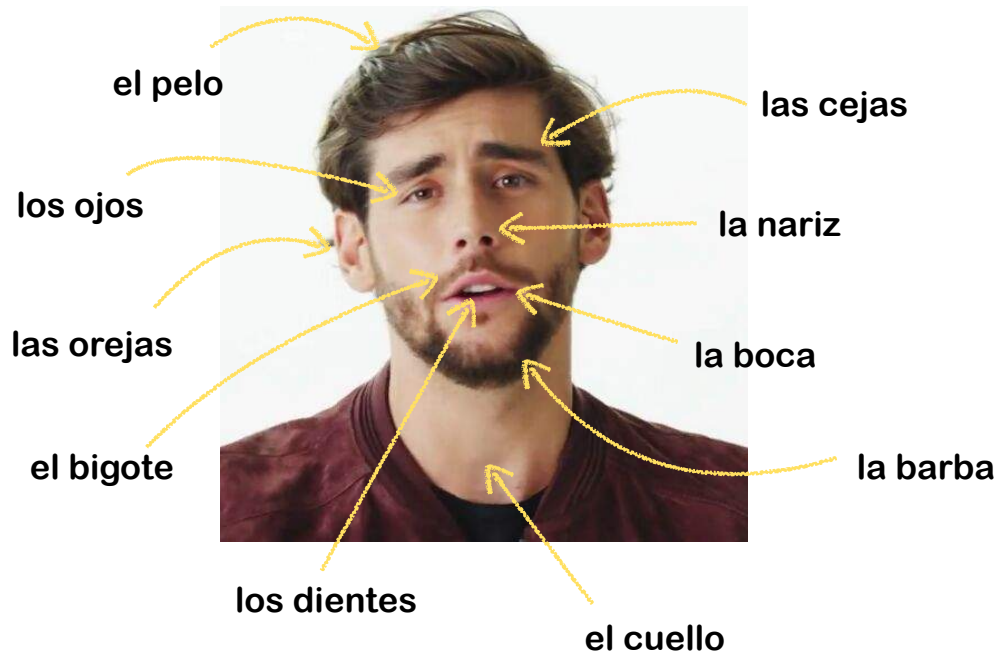 el pelo
las cejas
los ojos
la nariz
las orejas
la boca
el bigote
la barba
los dientes
el cuello